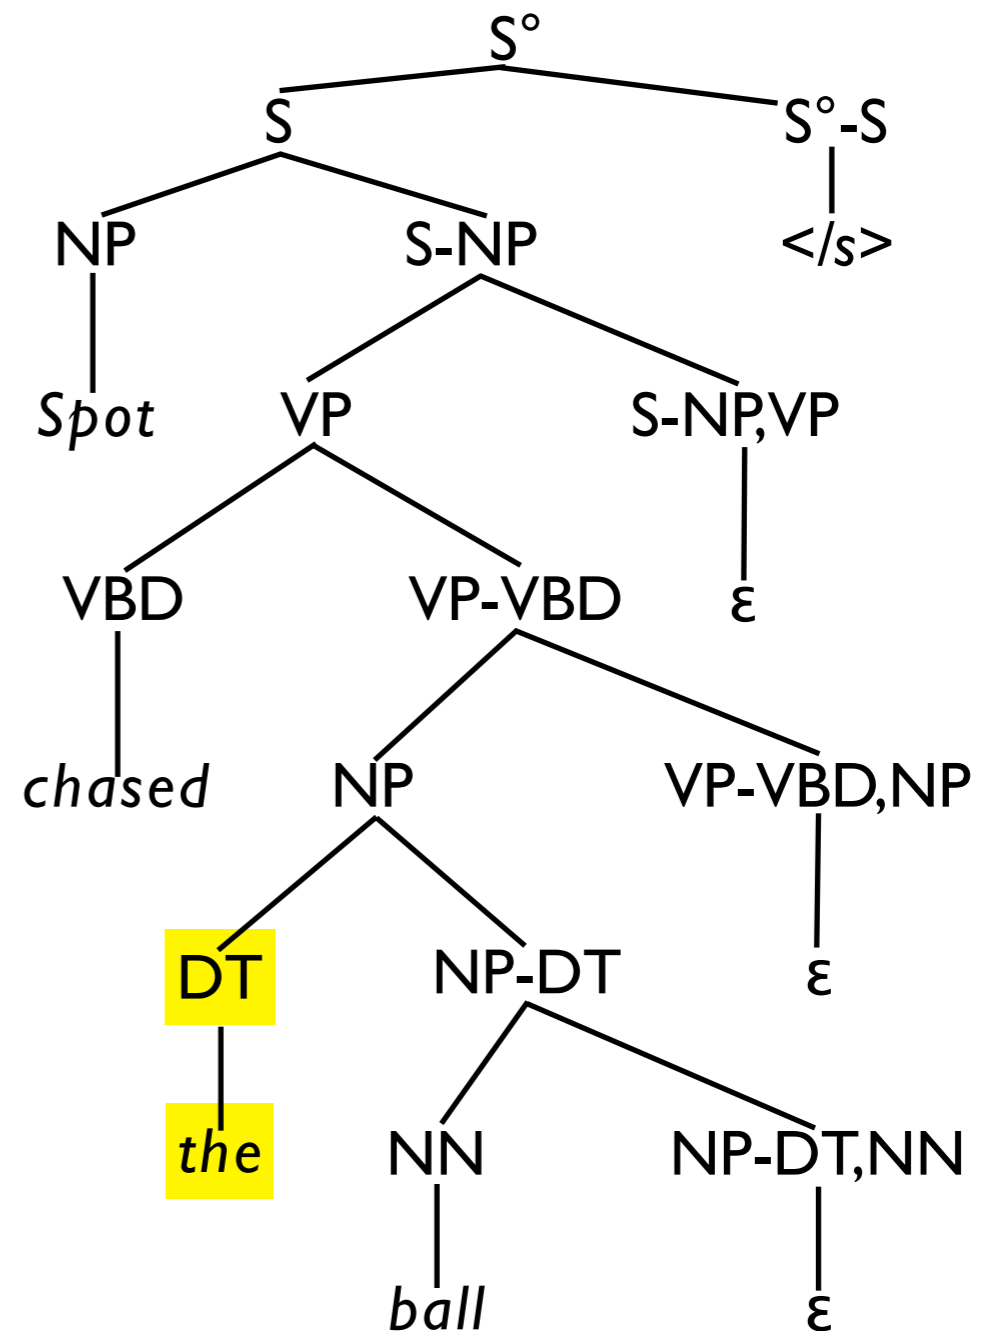 S°
S S°-S
NP S-NP </s>
Spot VP S-NP,VP
VBD VP-VBD ε
chased NP VP-VBD,NP
DT NP-DT ε
the NN NP-DT,NN
ball ε